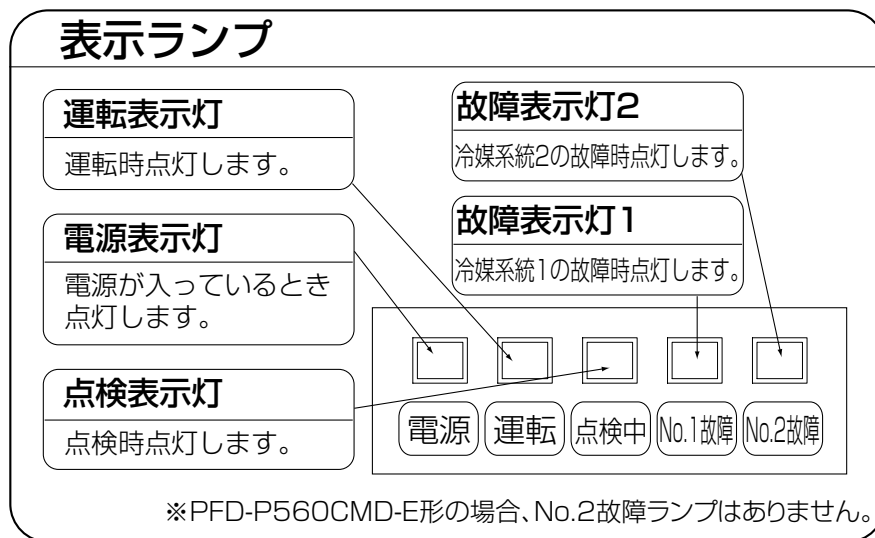 表示ランプ
運転表示灯
運転時点灯します。
電源表示灯
電源が入っているとき
点灯します。
点検表示灯
点検時点灯します。
故障表示灯2
冷媒系統2の故障時点灯します。
故障表示灯1
冷媒系統1の故障時点灯します。
電源 運転 点検中 No.1故障 No.2故障
※PFD-P560CMD-E形の場合、No.2故障ランプはありません。